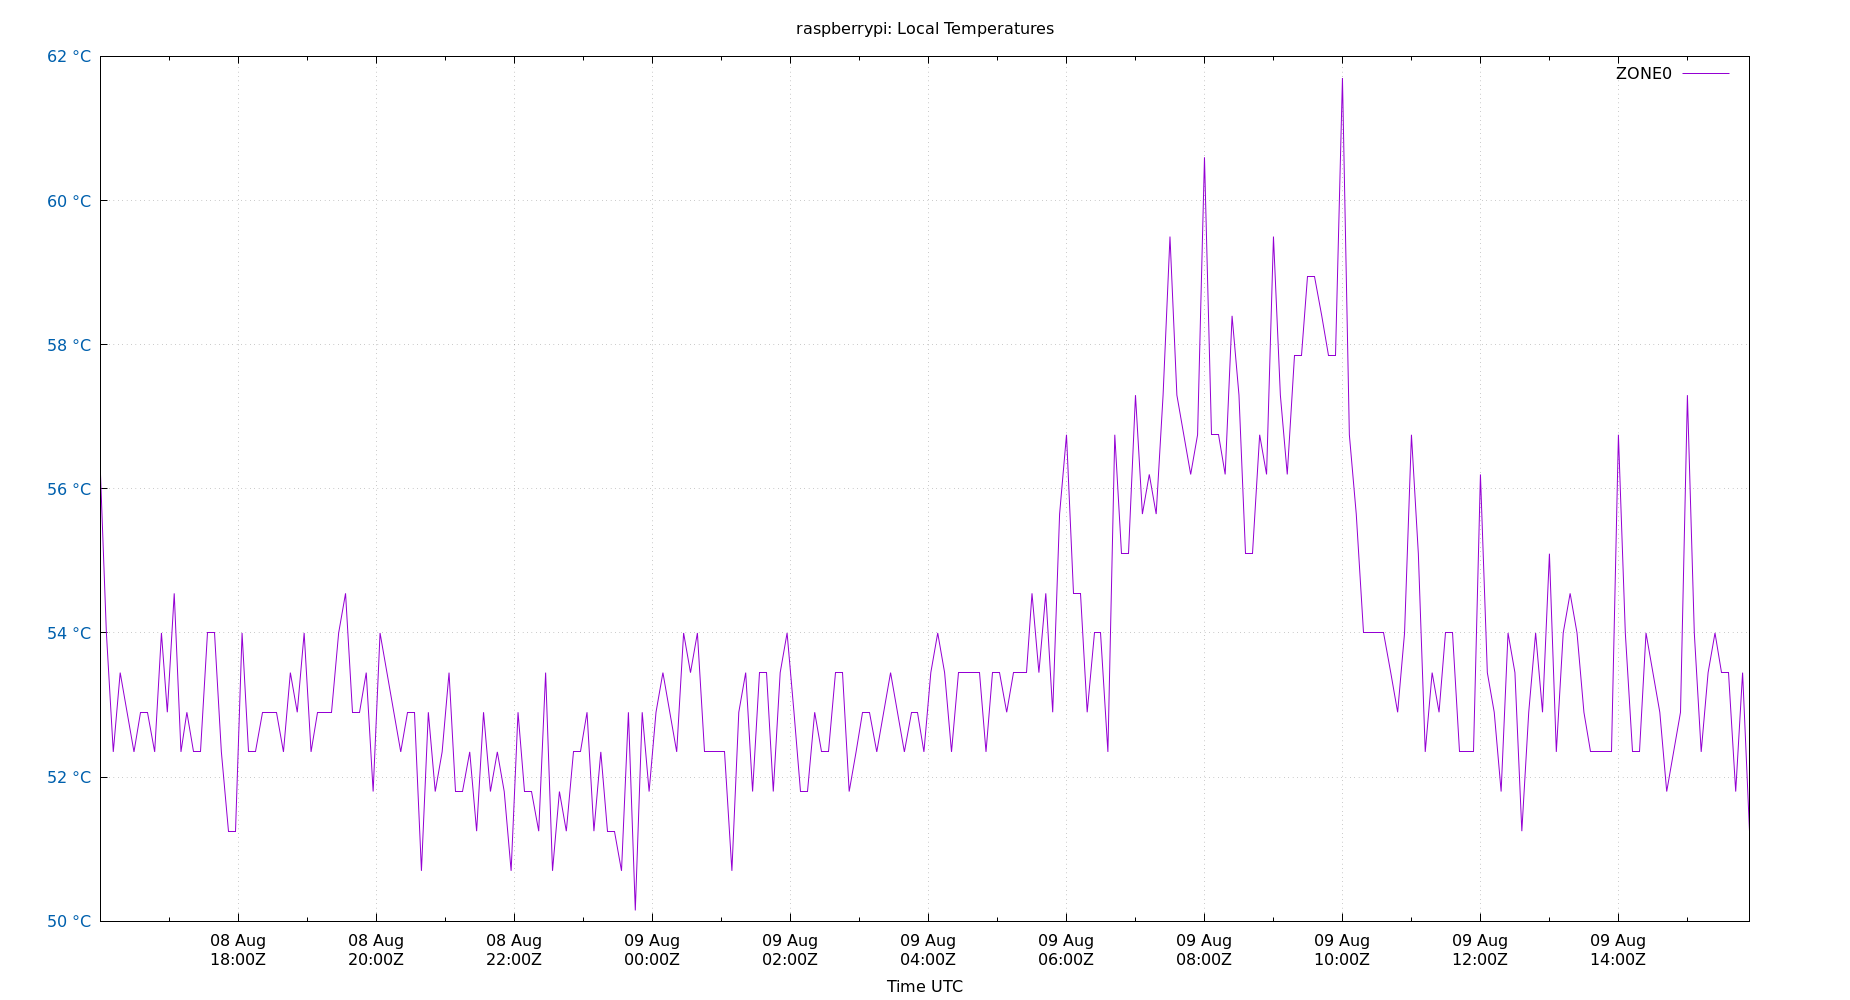 raspberrypi: Local Temperatures
62 °C
ZONE0
60 °C
58 °C
56 °C
54 °C
52 °C
50 °C
08 Aug 08 Aug 08 Aug 09 Aug 09 Aug 09 Aug 09 Aug 09 Aug 09 Aug 09 Aug 09 Aug
18:00Z 20:00Z 22:00Z 00:00Z 02:00Z 04:00Z 06:00Z 08:00Z 10:00Z 12:00Z 14:00Z
Time UTC